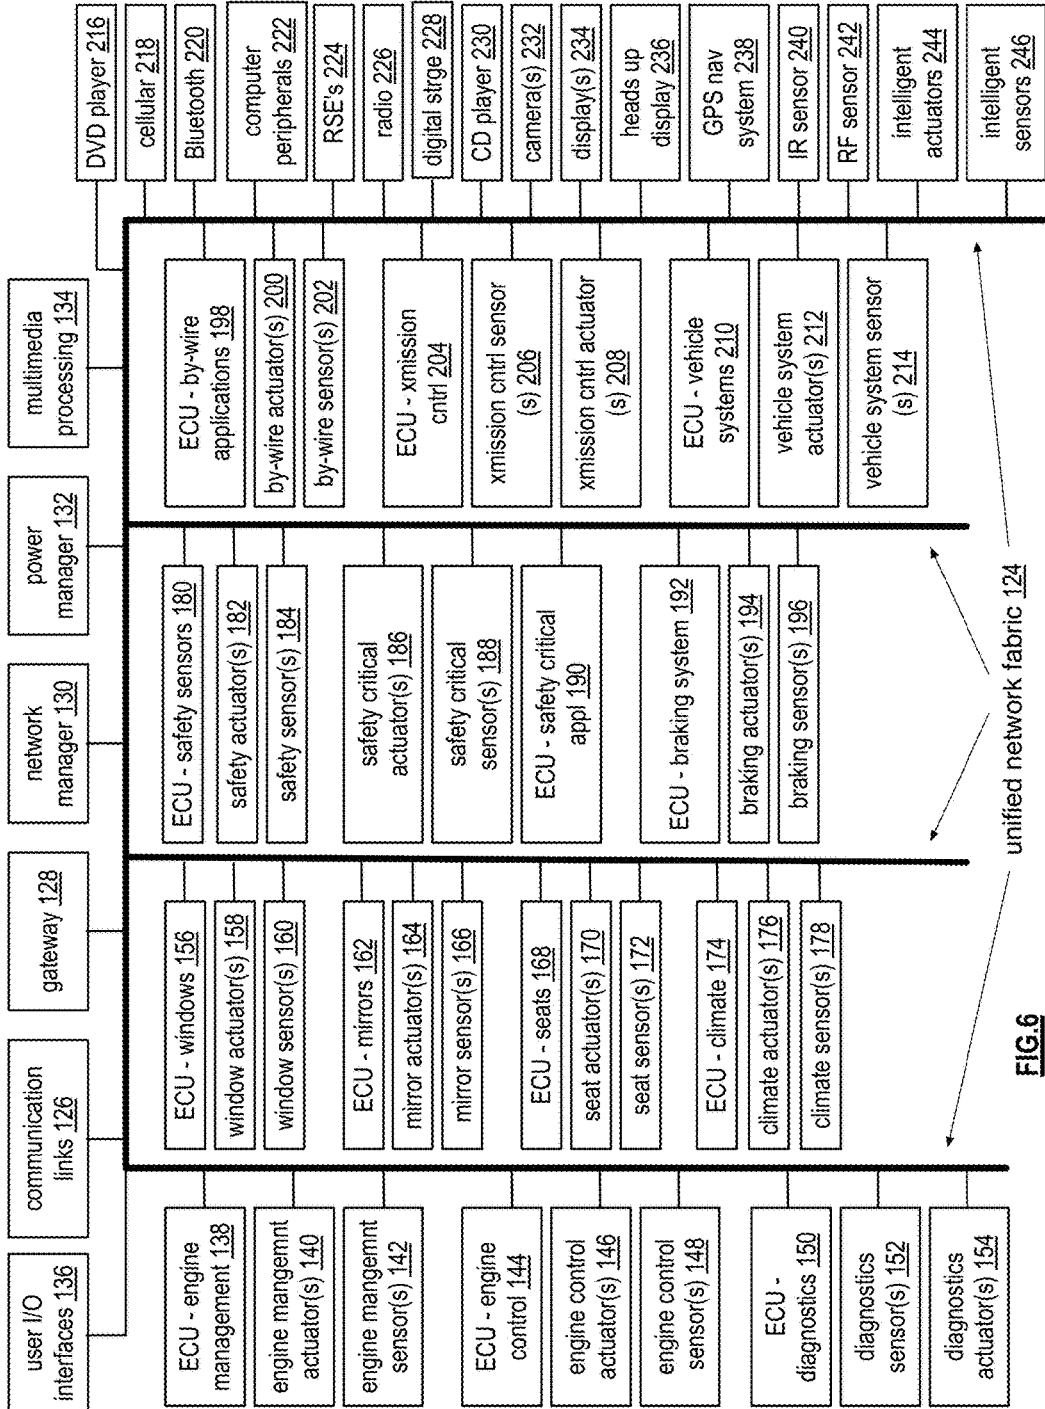 user I/O
interfaces 136
communication
links 126
gateway 128
network
manager 130
power
manager 132
multimedia
processing 134
ECU - engine
management 138
engine mangemnt
actuator(s) 140
engine mangemnt
sensor(s) 142
ECU - engine
control 144
engine control
actuator(s) 146
engine control
sensor(s) 148
ECU -
diagnostics 150
diagnostics
sensor(s) 152
diagnostics
actuator(s) 154
ECU - windows 156
window actuator(s) 158
window sensor(s) 160
ECU - mirrors 162
mirror actuator(s) 164
mirror sensor(s) 166
ECU - seats 168
seat actuator(s) 170
seat sensor(s) 172
ECU - climate 174
climate actuator(s) 176
climate sensor(s) 178
ECU - safety sensors 180
safety actuator(s) 182
safety sensor(s) 184
safety critical
actuator(s) 186
safety critical
sensor(s) 188
ECU - safety critical
appl 190
ECU - braking system 192
braking actuator(s) 194
braking sensor(s) 196
ECU - by-wire
applications 198
by-wire actuator(s) 200
by-wire sensor(s) 202
ECU - xmission
cntrl 204
xmission cntrl sensor
(s) 206
xmission cntrl actuator
(s) 208
ECU - vehicle
systems 210
vehicle system
actuator(s) 212
vehicle system sensor
(s) 214
DVD player 216
cellular 218
Bluetooth 220
computer
peripherals 222
RSE's 224
radio 226
digital strge 228
CD player 230
camera(s) 232
display(s) 234
heads up
display 236
GPS nav
system 238
IR sensor 240
RF sensor 242
intelligent
actuators 244
intelligent
sensors 246
unified network fabric 124
FIG.6